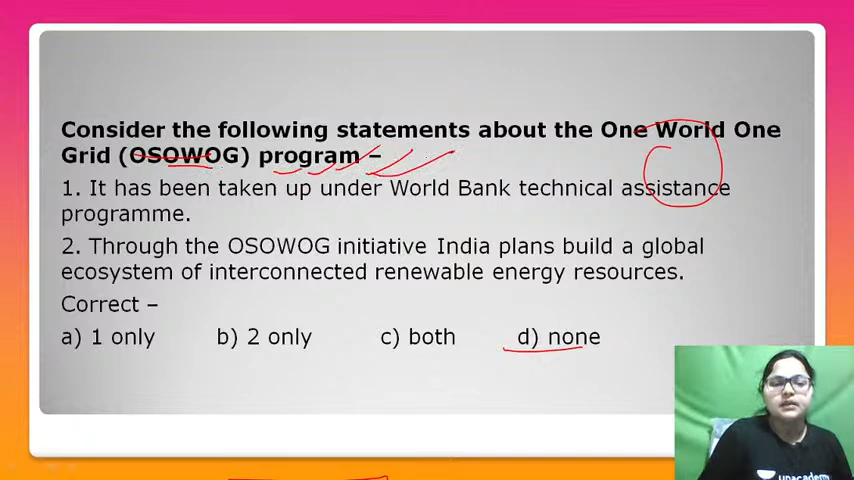 Consider the following statements about the One World One
Grid (OSOWOG) program –
1. It has been taken up under World Bank technical assistance
programme.
2. Through the OSOWOG initiative India plans build a global
ecosystem of interconnected renewable energy resources.
Correct –
a) 1 only b) 2 only c) both d) none
unacademy